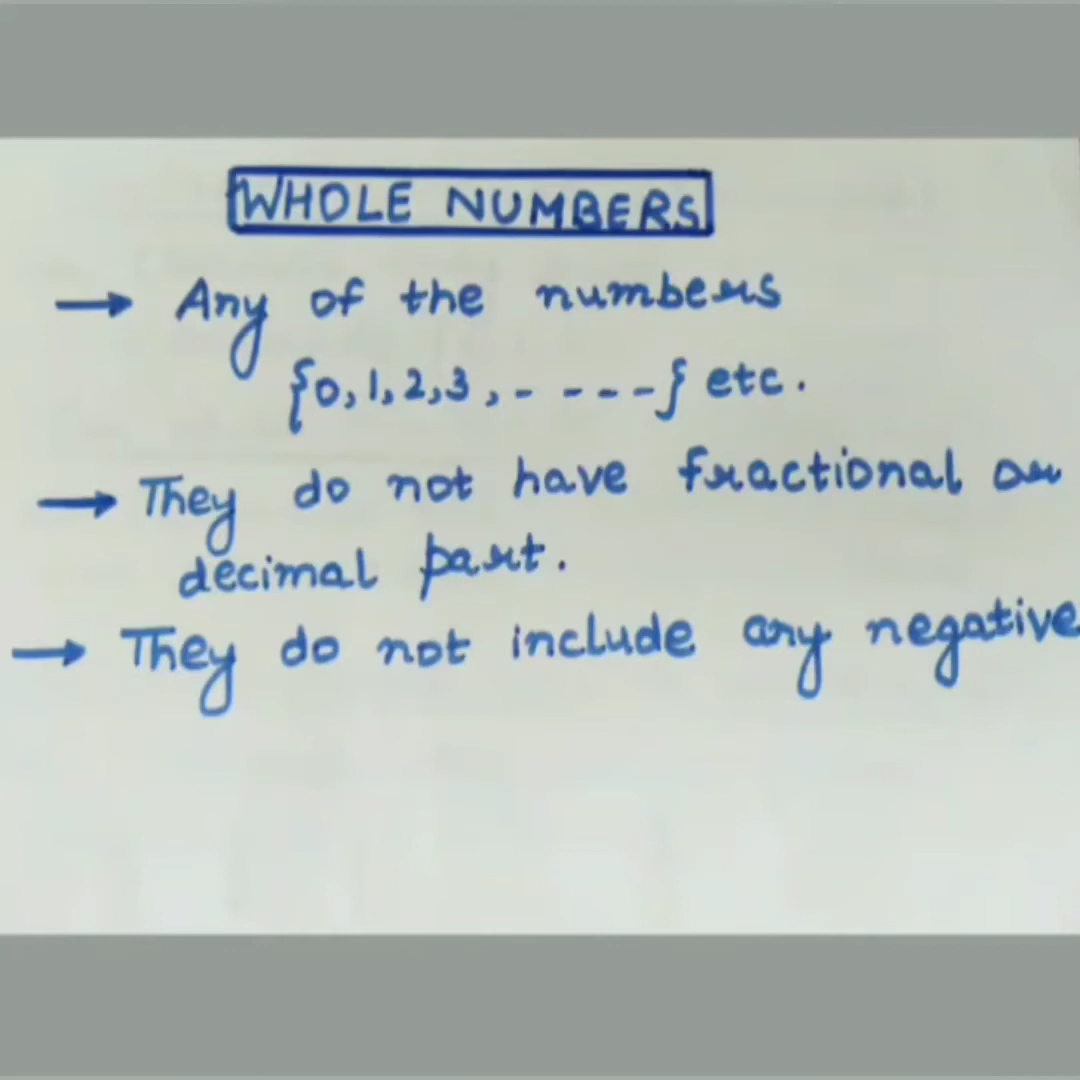 WHOLE NUMBERS
→ Any of the numbers
{0, 1, 2, 3, - - - - -} etc.
→ They do not have fractional or
decimal part.
→ They do not include any negative